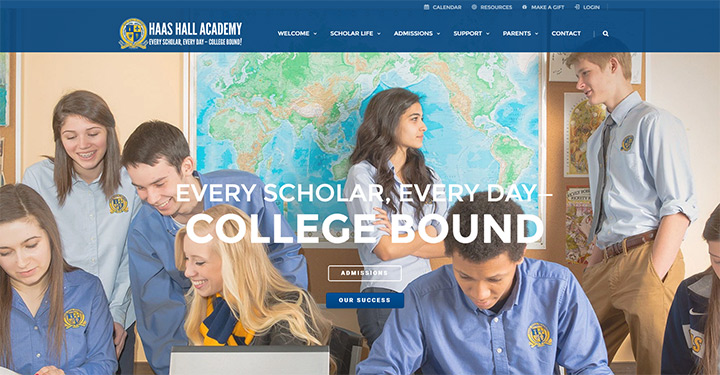 CALENDAR RESOURCES MAKE A GIFT LOGIN
HAAS HALL ACADEMY
EVERY SCHOLAR, EVERY DAY – COLLEGE BOUND!
WELCOME SCHOLAR LIFE ADMISSIONS SUPPORT PARENTS CONTACT
EVERY SCHOLAR, EVERY DAY–
COLLEGE BOUND
ADMISSIONS
OUR SUCCESS